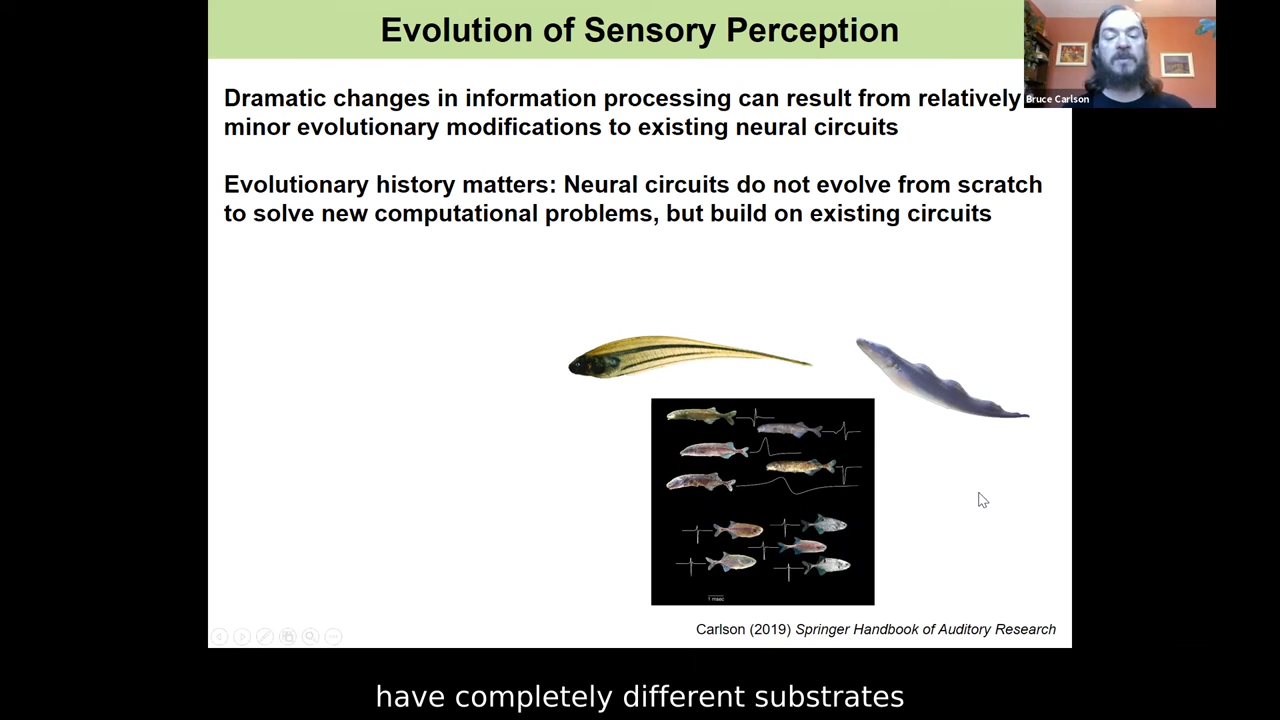 Evolution of Sensory Perception
Bruce Carlson
Dramatic changes in information processing can result from relatively
minor evolutionary modifications to existing neural circuits
Evolutionary history matters: Neural circuits do not evolve from scratch
to solve new computational problems, but build on existing circuits
1 msec
Carlson (2019) Springer Handbook of Auditory Research
have completely different substrates